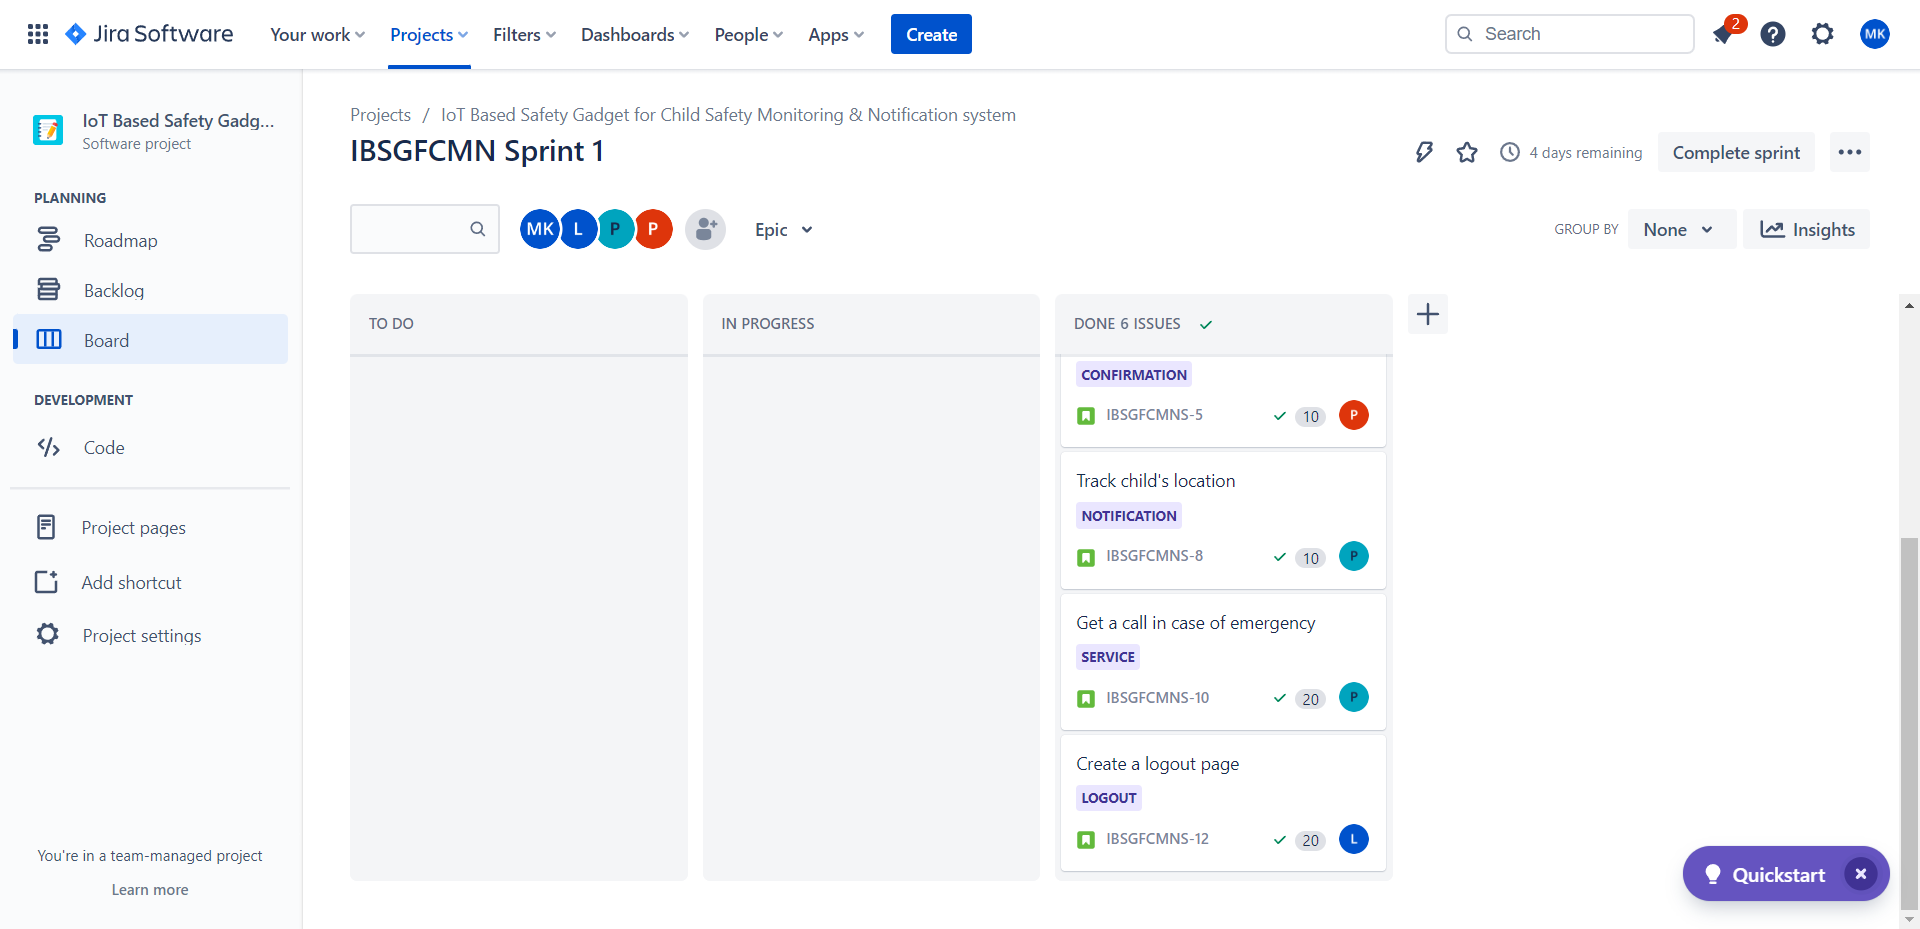 Jira Software
Your work
Projects
Filters
Dashboards
People
Apps
Create
Search
2
MK
IoT Based Safety Gadg...
Software project
PLANNING
Roadmap
Backlog
Board
DEVELOPMENT
Code
Project pages
Add shortcut
Project settings
You're in a team-managed project
Learn more
Projects / IoT Based Safety Gadget for Child Safety Monitoring & Notification system
IBSGFCMN Sprint 1
4 days remaining
Complete sprint
MK L P P
Epic
GROUP BY
None
Insights
TO DO
IN PROGRESS
DONE 6 ISSUES
CONFIRMATION
IBSGFCMNS-5 10 P
Track child's location
NOTIFICATION
IBSGFCMNS-8 10 P
Get a call in case of emergency
SERVICE
IBSGFCMNS-10 20 P
Create a logout page
LOGOUT
IBSGFCMNS-12 20 L
Quickstart